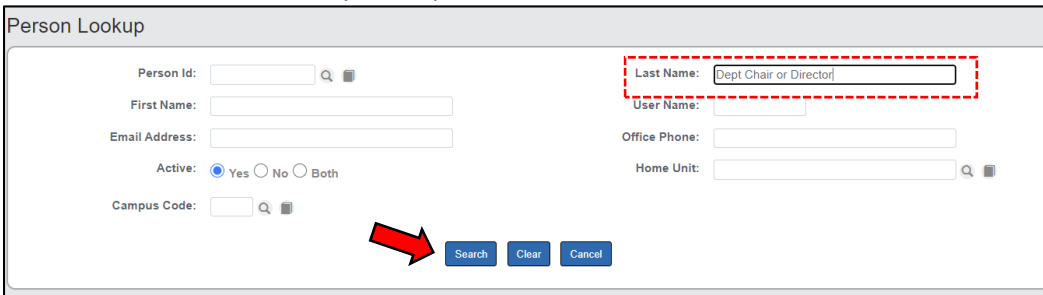 Person Lookup
Person Id: Last Name: Dept Chair or Director
First Name: User Name:
Email Address: Office Phone:
Active: Yes No Both Home Unit:
Campus Code:
Search Clear Cancel